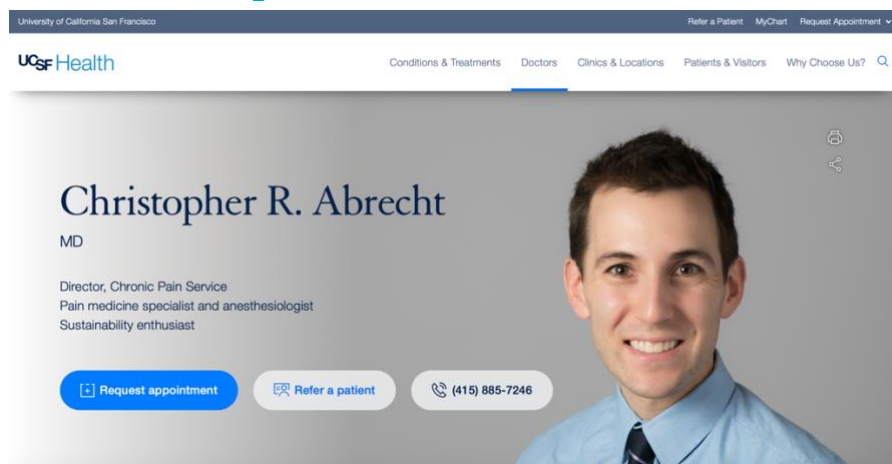 University of California San Francisco
Refer a Patient MyChart Request Appointment
UCSF Health
Conditions & Treatments Doctors Clinics & Locations Patients & Visitors Why Choose Us?
Christopher R. Abrecht
MD
Director, Chronic Pain Service
Pain medicine specialist and anesthesiologist
Sustainability enthusiast
Request appointment Refer a patient (415) 885-7246